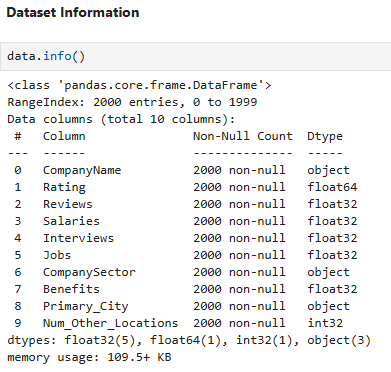 Dataset Information
data.info()
<class 'pandas.core.frame.DataFrame'>
RangeIndex: 2000 entries, 0 to 1999
Data columns (total 10 columns):
 #   Column               Non-Null Count  Dtype
---  ------               --------------  -----
 0   CompanyName          2000 non-null   object
 1   Rating               2000 non-null   float64
 2   Reviews              2000 non-null   float32
 3   Salaries             2000 non-null   float32
 4   Interviews           2000 non-null   float32
 5   Jobs                 2000 non-null   float32
 6   CompanySector        2000 non-null   object
 7   Benefits             2000 non-null   float32
 8   Primary_City         2000 non-null   object
 9   Num_Other_Locations  2000 non-null   int32
dtypes: float32(5), float64(1), int32(1), object(3)
memory usage: 109.5+ KB